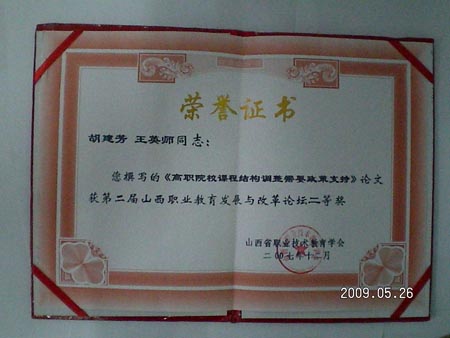 荣誉证书
胡建芳 王英师同志：
您撰写的《高职院校课程结构调整需要政策支持》论文
获第二届山西职业教育发展与改革论坛二等奖
山西省职业技术教育学会
二00七年十二月
2009.05.26